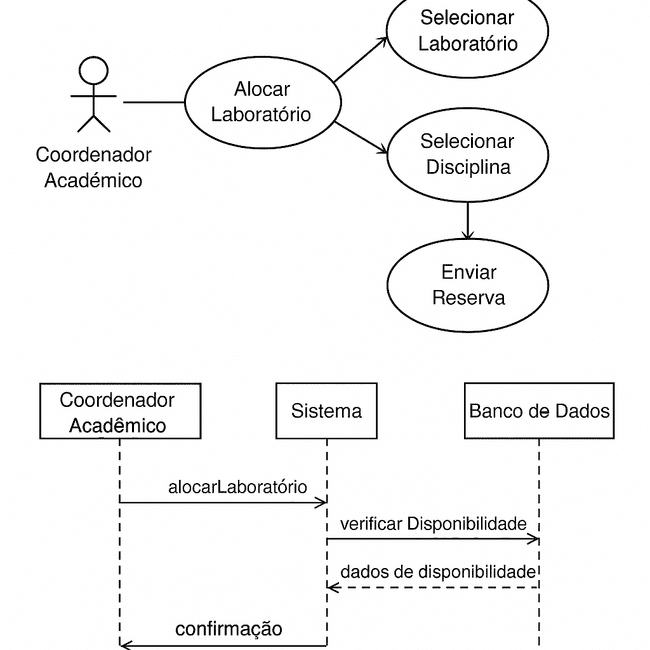 Selecionar
Laboratório
Alocar
Laboratório
Coordenador
Académico
Selecionar
Disciplina
Enviar
Reserva
Coordenador
Acadêmico
Sistema
Banco de Dados
alocarLaboratório
verificar Disponibilidade
dados de disponibilidade
confirmação